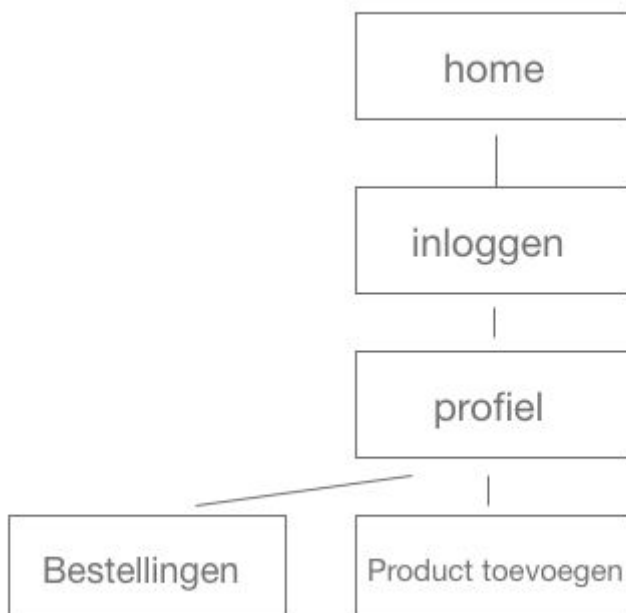 home
inloggen
profiel
Bestellingen
Product toevoegen